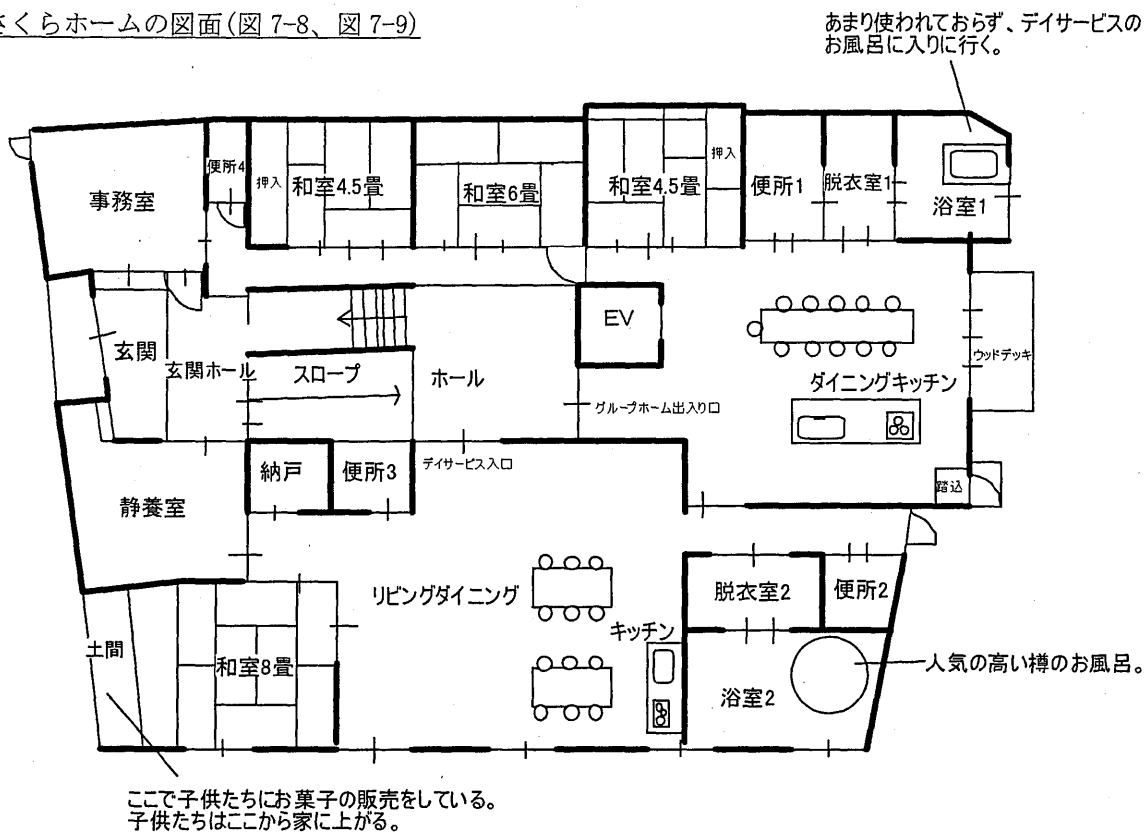 さくらホームの図面(図 7-8、図 7-9)
あまり使われておらず、デイサービスの
お風呂に入りに行く。
事務室
便所4
押入
和室4.5畳
和室6畳
和室4.5畳
押入
便所1
脱衣室1
浴室1
玄関
玄関ホール
スロープ
ホール
EV
グループホーム出入り口
ダイニングキッチン
ウッドデッキ
踏込
納戸
便所3
デイサービス入口
静養室
リビングダイニング
キッチン
脱衣室2
便所2
浴室2
人気の高い樽のお風呂。
土間
和室8畳
ここで子供たちにお菓子の販売をしている。
子供たちはここから家に上がる。